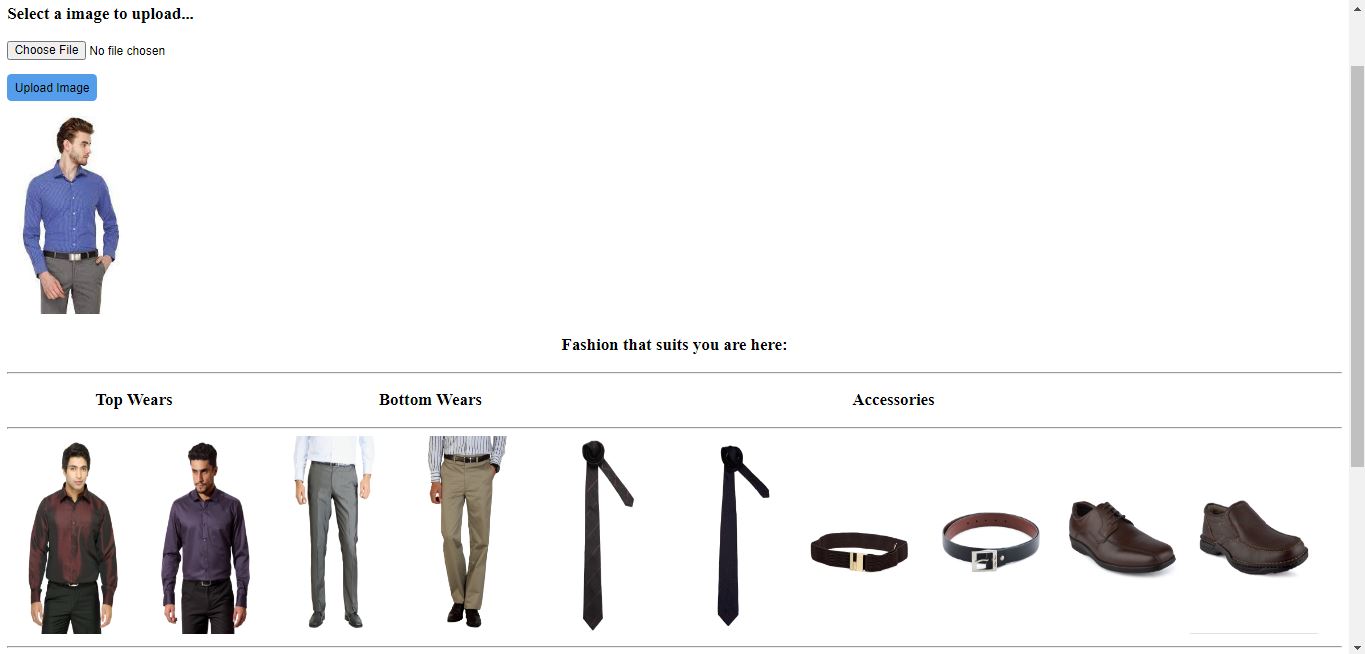 Select a image to upload...
Choose File No file chosen
Upload Image
Fashion that suits you are here:
Top Wears Bottom Wears Accessories